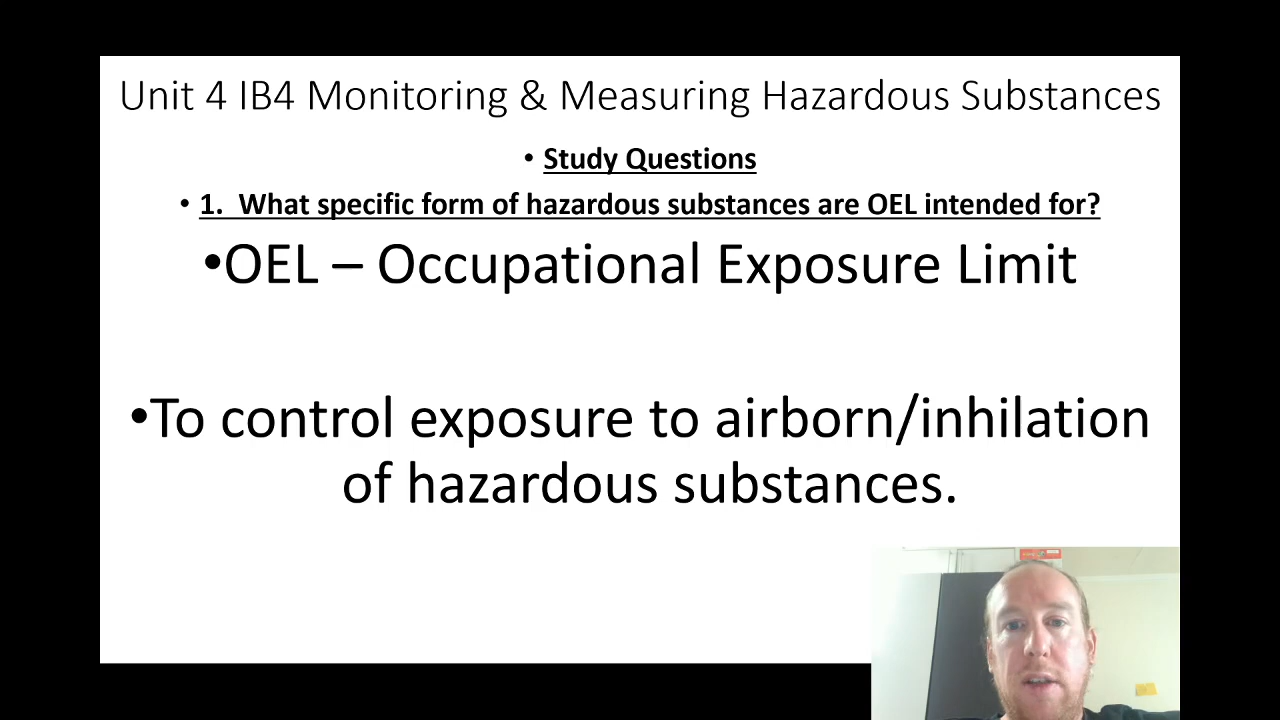 Unit 4 IB4 Monitoring & Measuring Hazardous Substances
• Study Questions
• 1.  What specific form of hazardous substances are OEL intended for?
•OEL – Occupational Exposure Limit
•To control exposure to airborn/inhilation
of hazardous substances.